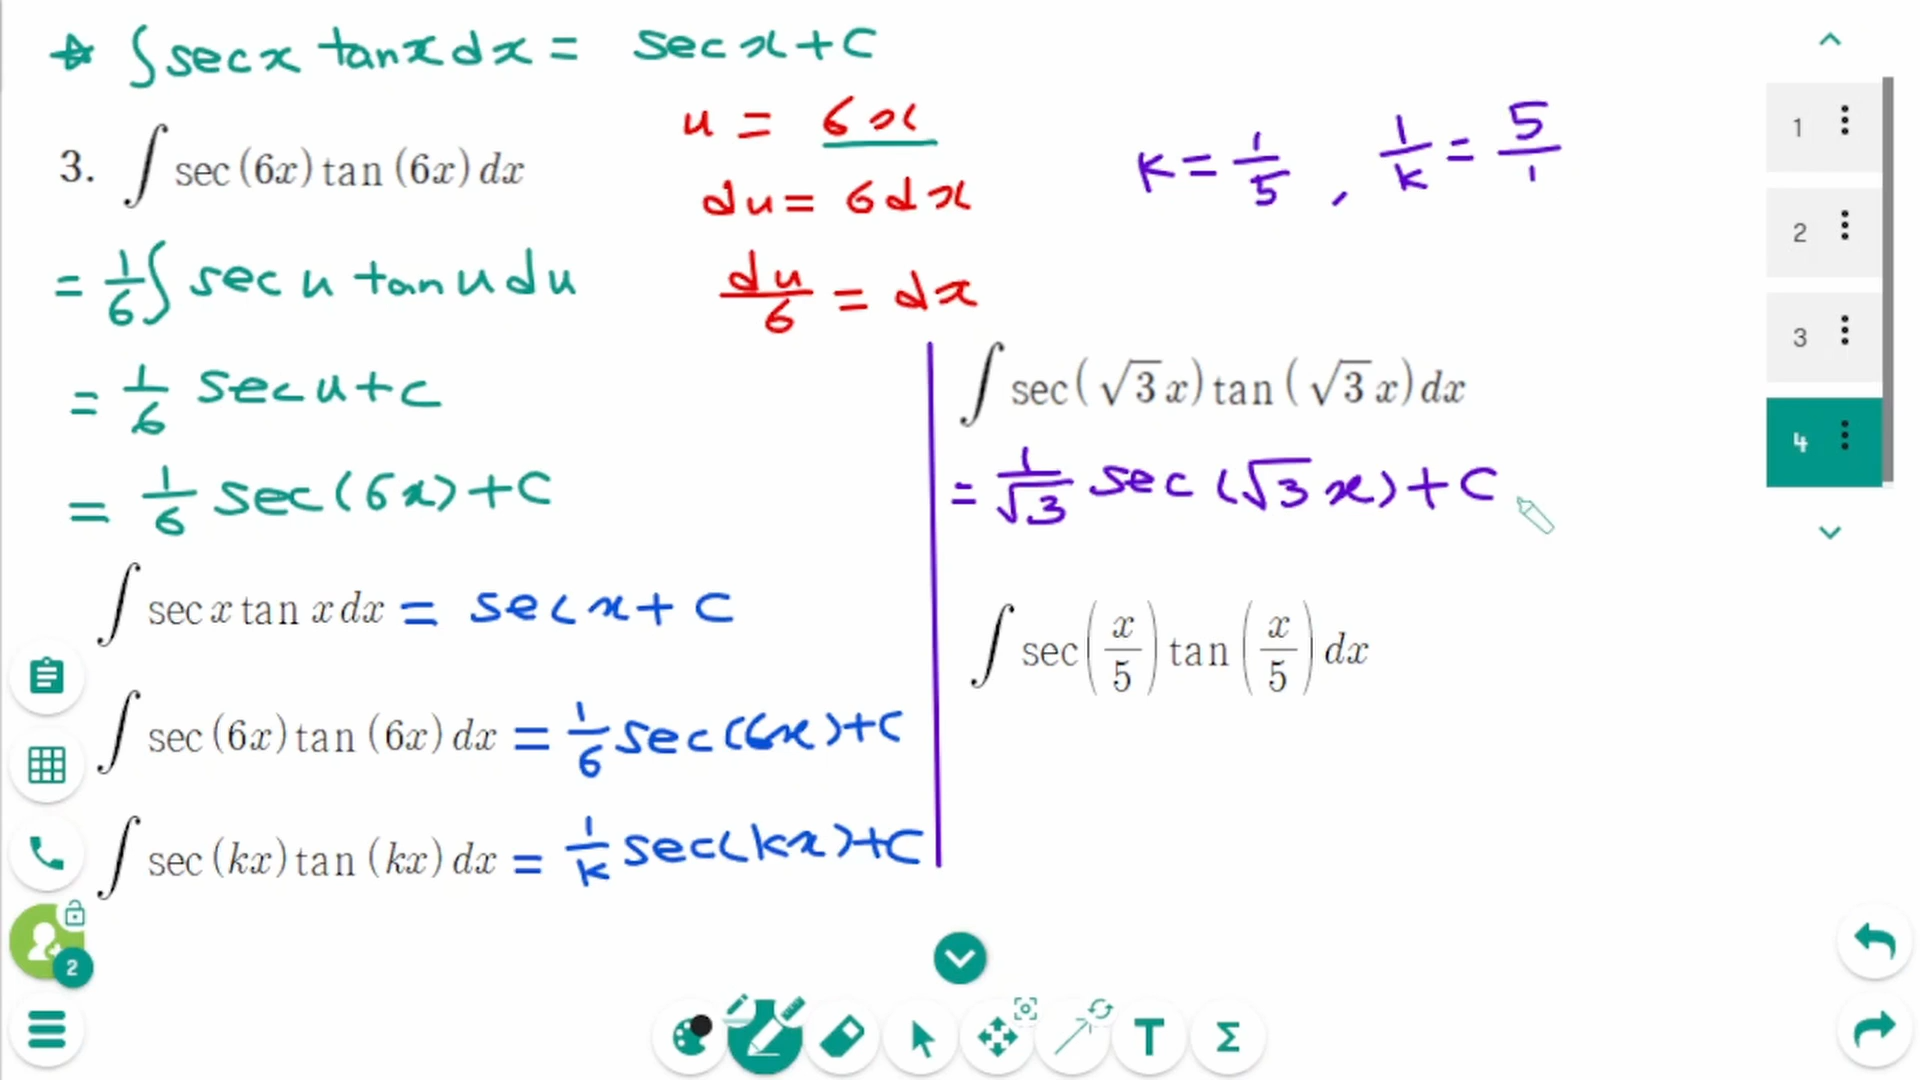 ☆ ∫ sec x tan x dx = sec x + C
3. ∫ sec (6x) tan (6x) dx
= 1/6 ∫ sec u tan u du
= 1/6 sec u + C
= 1/6 sec (6x) + C
u = 6x
du = 6dx
du/6 = dx
K = 1/5 , 1/K = 5/1
∫ sec x tan x dx = sec x + C
∫ sec (6x) tan (6x) dx = 1/6 sec (6x) + C
∫ sec (kx) tan (kx) dx = 1/k sec (kx) + C
∫ sec(√3 x) tan (√3 x) dx
= 1/√3 sec (√3 x) + C
∫ sec(x/5) tan (x/5) dx
1
2
3
4
2
T
Σ